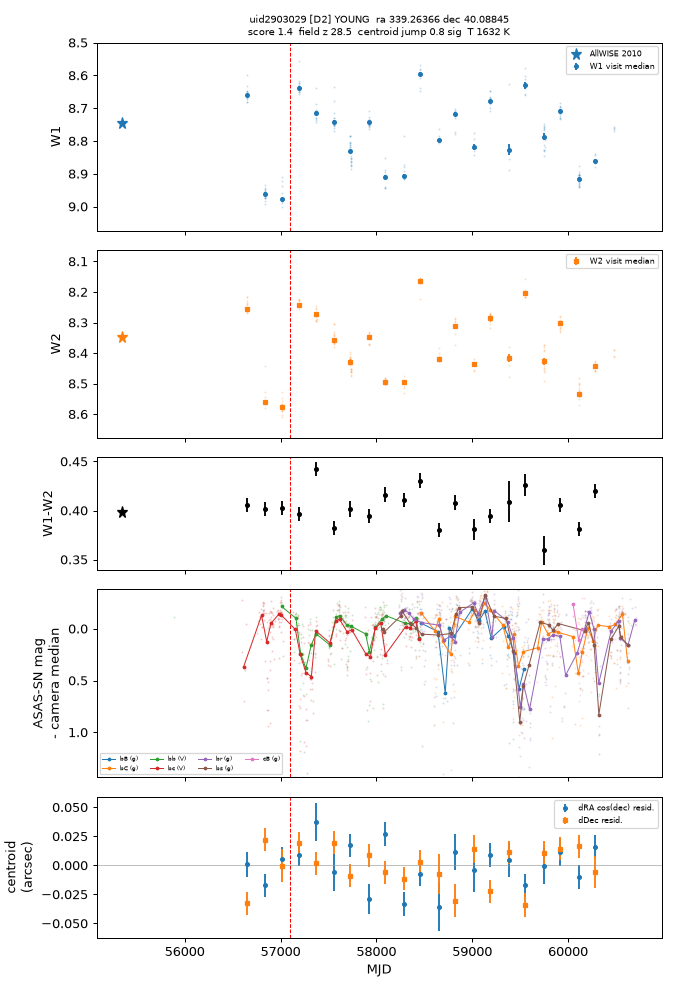 uid2903029 [D2] YOUNG ra 339.26366 dec 40.08845
score 1.4 field z 28.5 centroid jump 0.8 sig T 1632 K
8.5
8.6
8.7
8.8
8.9
9.0
W1
AllWISE 2010
W1 visit median
8.1
8.2
8.3
8.4
8.5
8.6
W2
W2 visit median
0.45
0.40
0.35
W1-W2
0.0
0.5
1.0
ASAS-SN mag
- camera median
bB (g)
bC (g)
bb (V)
br (g)
bs (g)
cB (g)
0.050
0.025
0.000
−0.025
−0.050
centroid
(arcsec)
dRA cos(dec) resid.
dDec resid.
56000
57000
58000
59000
60000
MJD